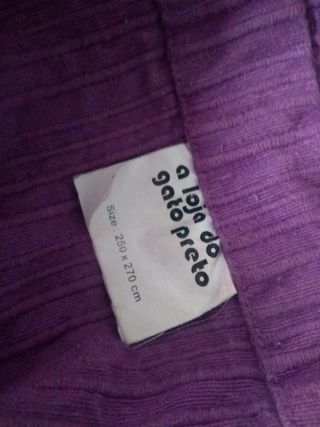 a loja do
gato preto
Size : 250 x 270 cm